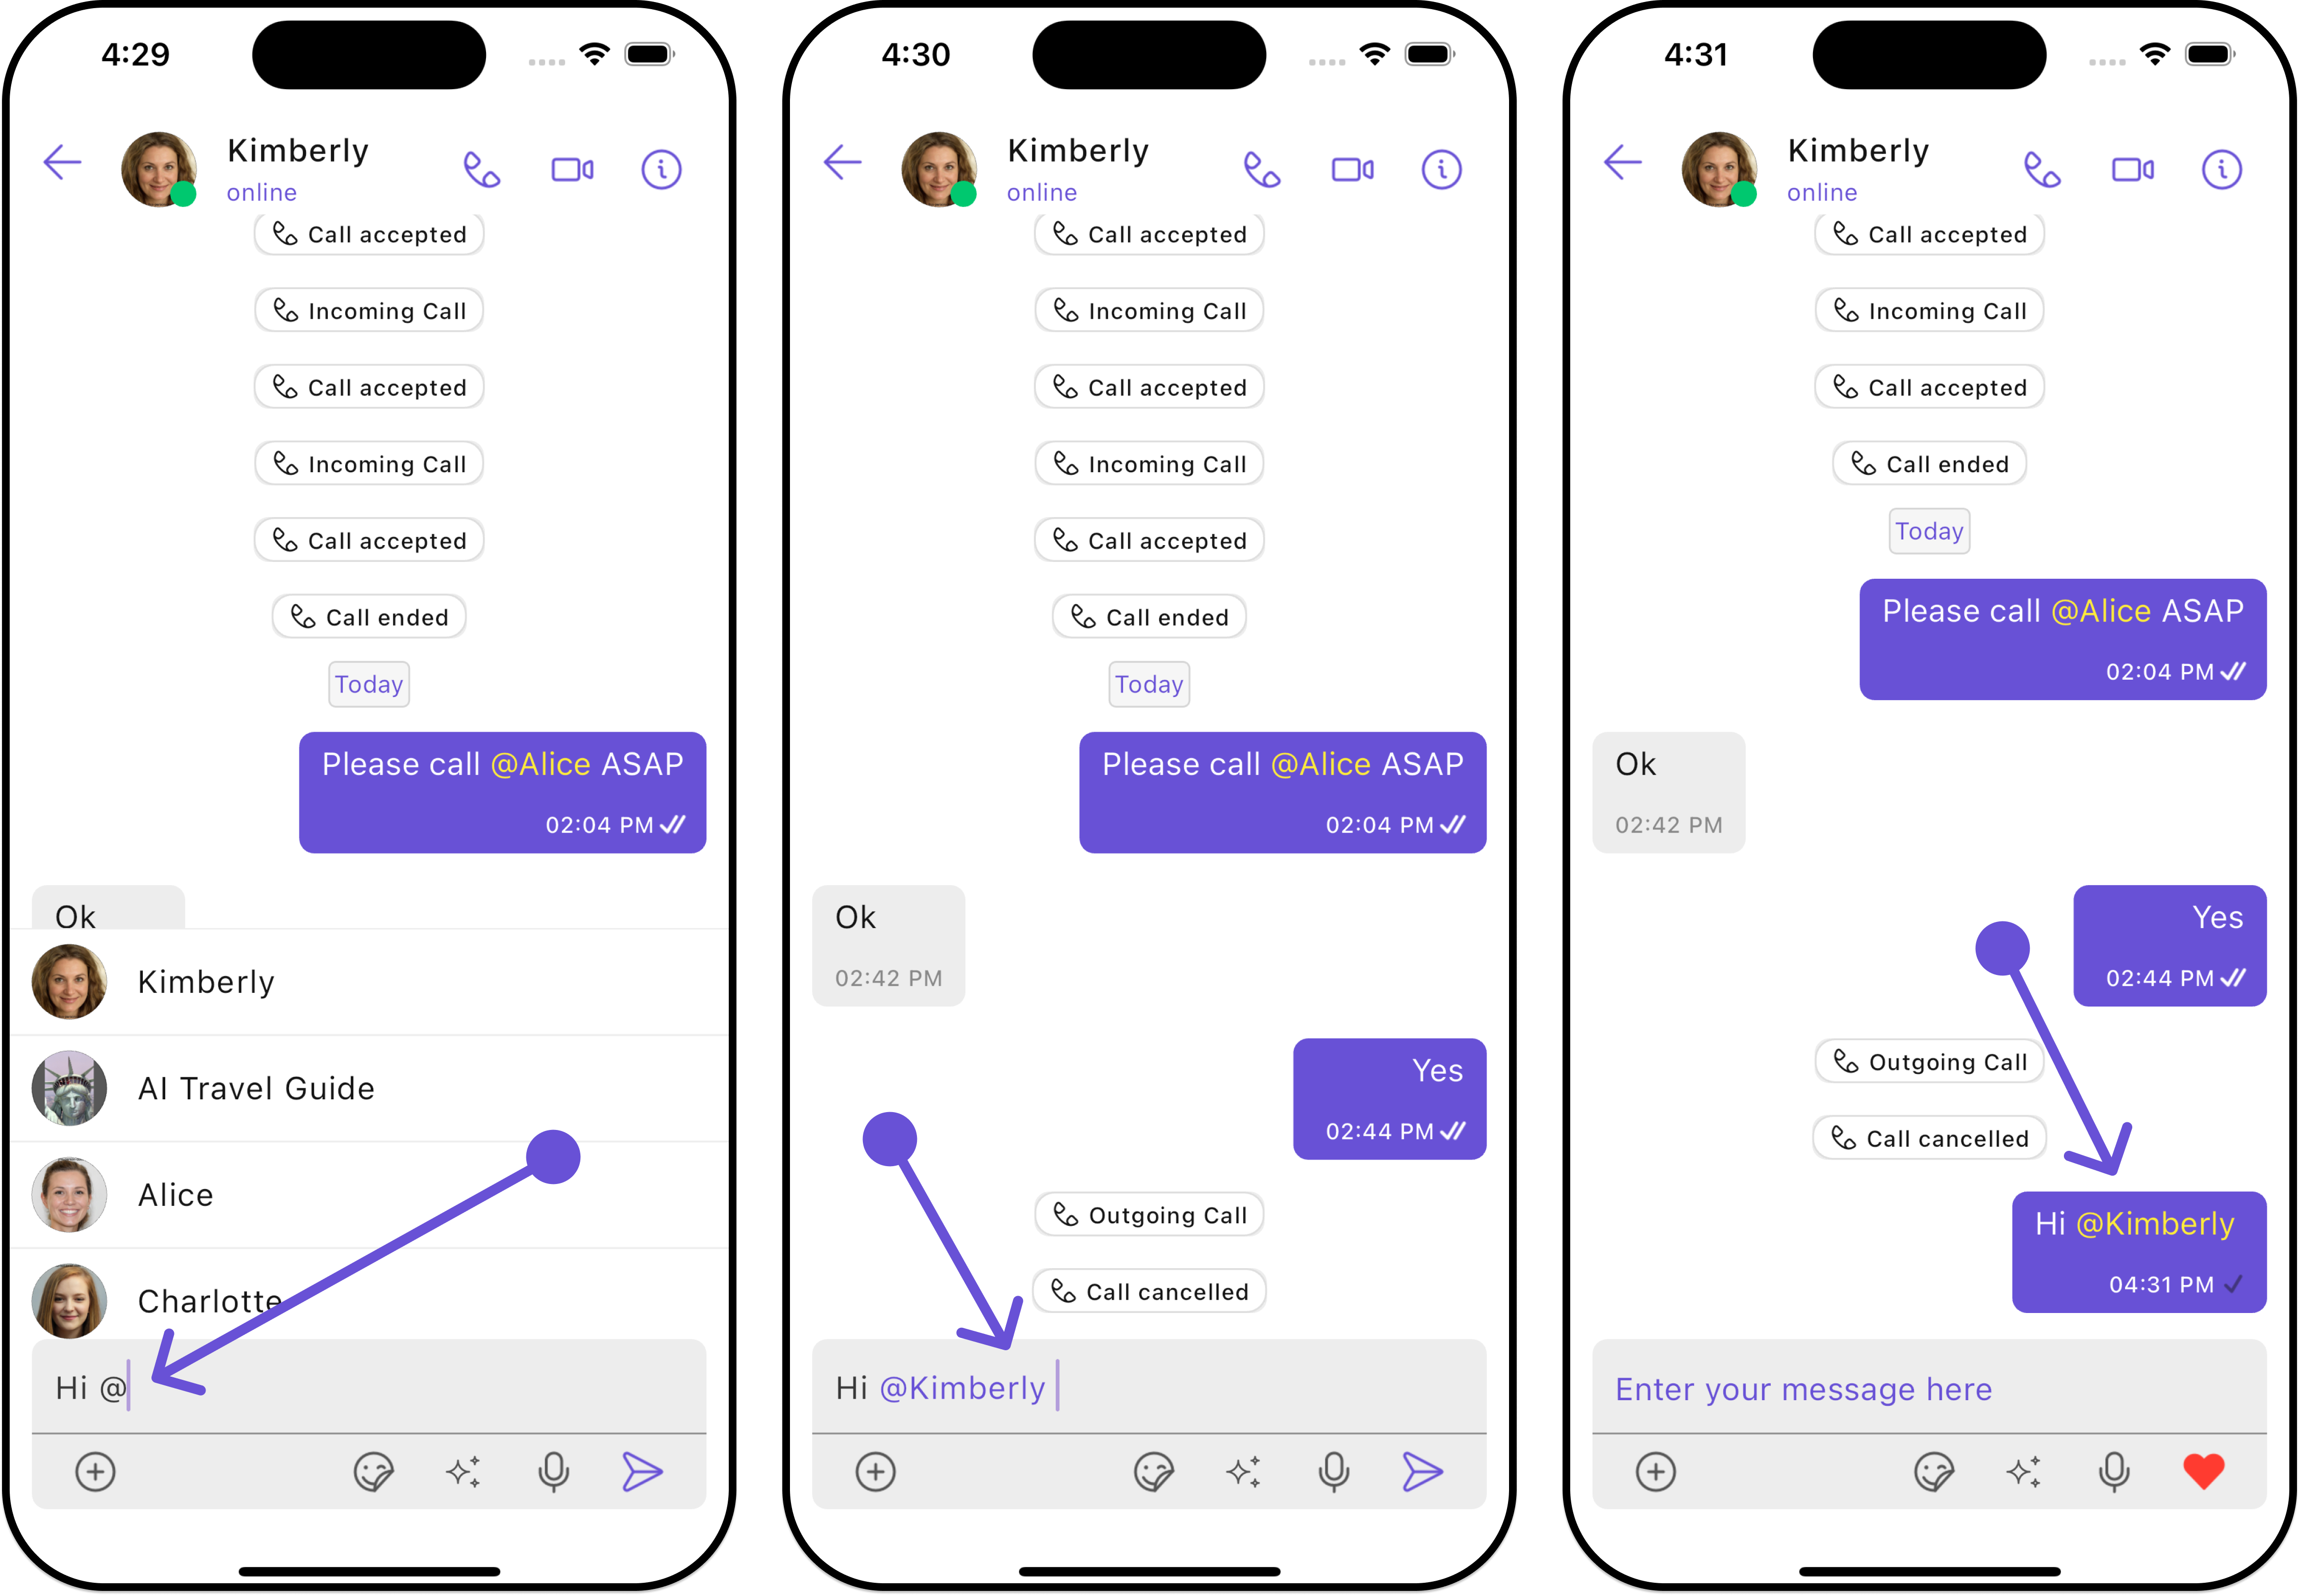 4:29
Kimberly
online
Call accepted
Incoming Call
Call accepted
Incoming Call
Call accepted
Call ended
Today
Please call @Alice ASAP
02:04 PM
Ok
Kimberly
AI Travel Guide
Alice
Charlotte
Hi @
4:30
Kimberly
online
Call accepted
Incoming Call
Call accepted
Incoming Call
Call accepted
Call ended
Today
Please call @Alice ASAP
02:04 PM
Ok
02:42 PM
Yes
02:44 PM
Outgoing Call
Call cancelled
Hi @Kimberly
4:31
Kimberly
online
Call accepted
Incoming Call
Call accepted
Call ended
Today
Please call @Alice ASAP
02:04 PM
Ok
02:42 PM
Yes
02:44 PM
Outgoing Call
Call cancelled
Hi @Kimberly
04:31 PM
Enter your message here